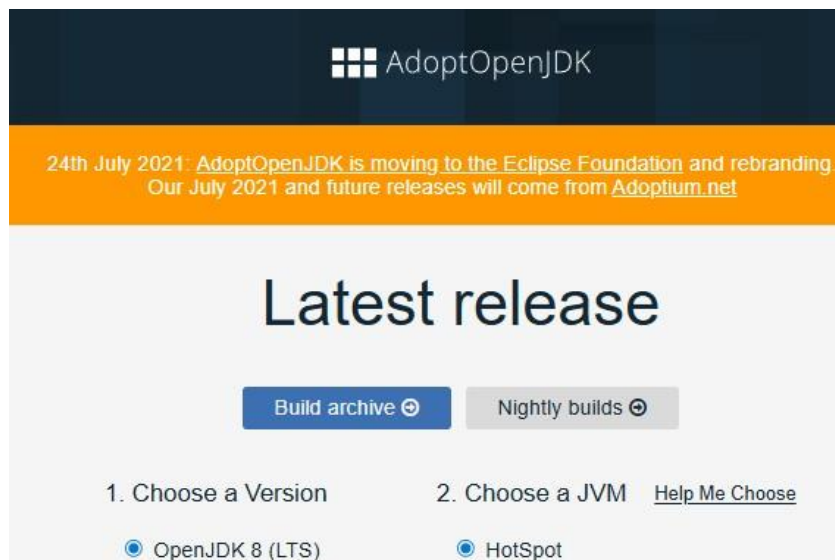 AdoptOpenJDK
24th July 2021: AdoptOpenJDK is moving to the Eclipse Foundation and rebranding.
Our July 2021 and future releases will come from Adoptium.net
Latest release
Build archive
Nightly builds
1. Choose a Version
2. Choose a JVM Help Me Choose
OpenJDK 8 (LTS)
HotSpot